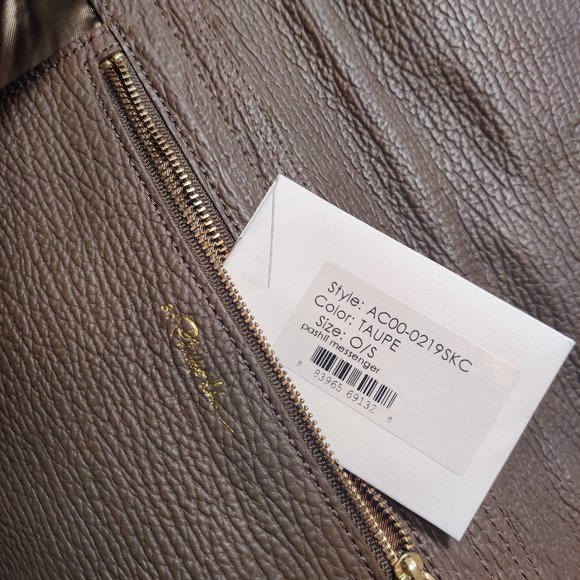 Style: AC00-0219SKC
Color: TAUPE
Size: O/S
pashli messenger
8 83965 69132 8